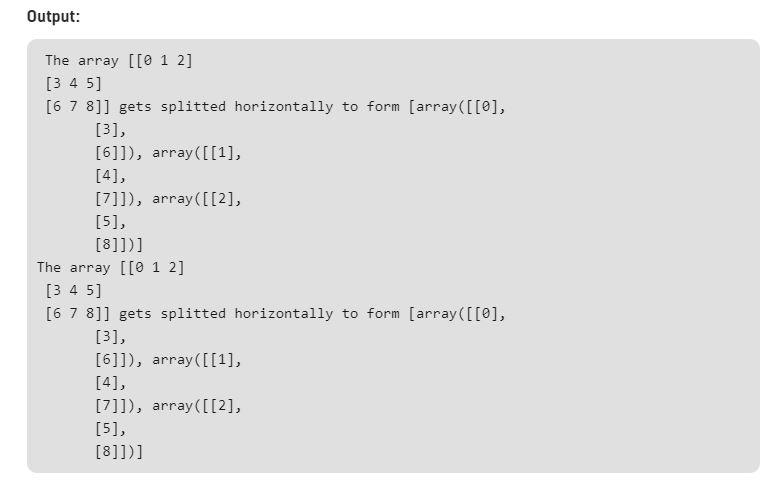 Output:
The array [[0 1 2]
[3 4 5]
[6 7 8]] gets splitted horizontally to form [array([[0],
[3],
[6]]), array([[1],
[4],
[7]]), array([[2],
[5],
[8]])]
The array [[0 1 2]
[3 4 5]
[6 7 8]] gets splitted horizontally to form [array([[0],
[3],
[6]]), array([[1],
[4],
[7]]), array([[2],
[5],
[8]])]